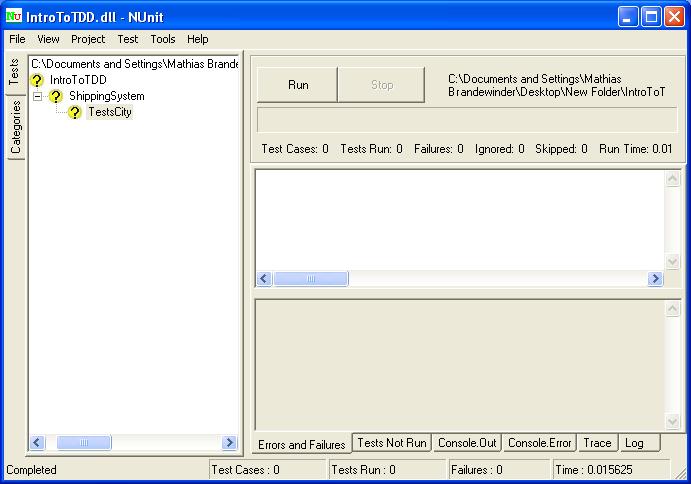 NU IntroToTDD.dll - NUnit
File View Project Test Tools Help
Tests
Categories
C:\Documents and Settings\Mathias Brande
IntroToTDD
ShippingSystem
TestsCity
Run
Stop
C:\Documents and Settings\Mathias
Brandewinder\Desktop\New Folder\IntroToT
Test Cases: 0 Tests Run: 0 Failures: 0 Ignored: 0 Skipped: 0 Run Time: 0.01
Errors and Failures Tests Not Run Console.Out Console.Error Trace Log
Completed Test Cases : 0 Tests Run : 0 Failures : 0 Time : 0.015625